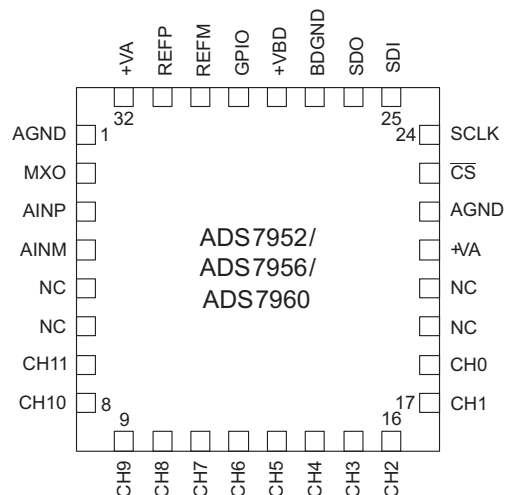 +VA
REFP
REFM
GPIO
+VBD
BDGND
SDO
SDI
32
25
AGND
1
24
SCLK
MXO
CS
AINP
AGND
AINM
+VA
ADS7952/
ADS7956/
ADS7960
NC
NC
NC
NC
CH11
CH0
CH10
8
17
CH1
9
16
CH9
CH8
CH7
CH6
CH5
CH4
CH3
CH2